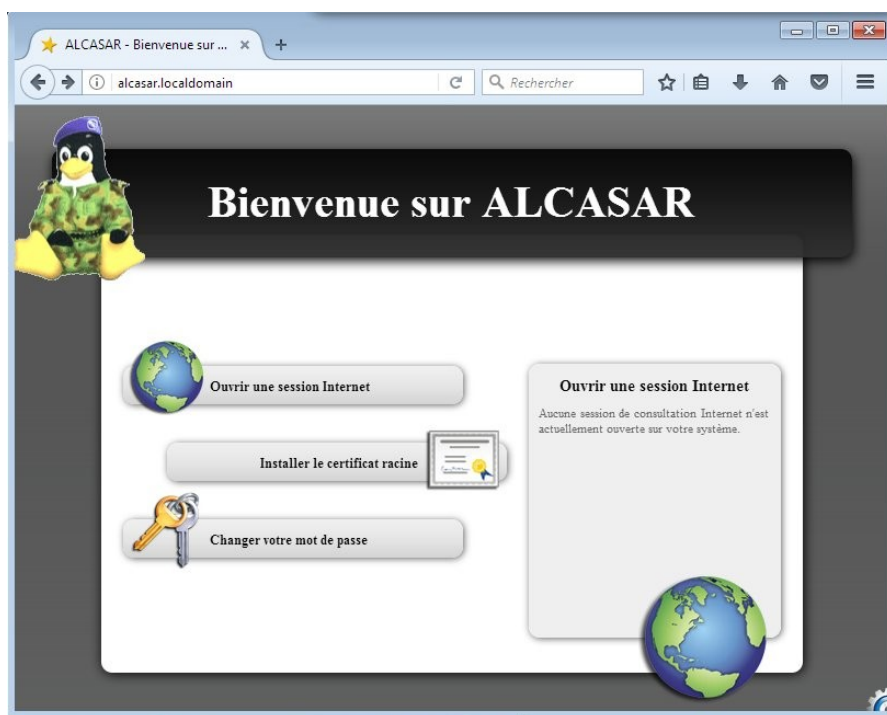 ALCASAR - Bienvenue sur ...
alcasar.localdomain
Rechercher
Bienvenue sur ALCASAR
Ouvrir une session Internet
Installer le certificat racine
Changer votre mot de passe
Ouvrir une session Internet
Aucune session de consultation Internet n'est
actuellement ouverte sur votre système.